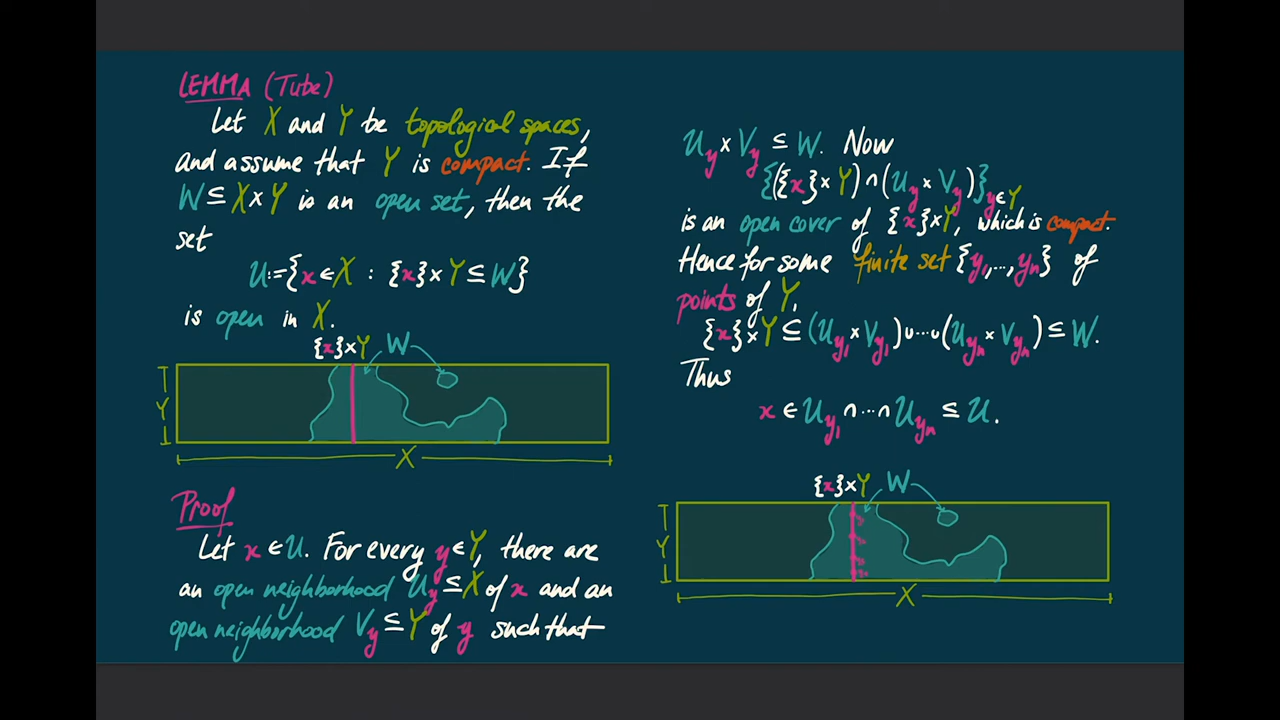 LEMMA (Tube)
Let X and Y be topological spaces,
and assume that Y is compact. If
W ⊆ X×Y is an open set, then the
set
U:={x∈X : {x}×Y ⊆ W}
is open in X.
{x}×Y W
Y
X
Proof
Let x∈U. For every y∈Y, there are
an open neighborhood U_y ⊆ X of x and an
open neighborhood V_y ⊆ Y of y such that
U_y × V_y ⊆ W. Now
{({x}×Y)∩(U_y×V_y)}_{y∈Y}
is an open cover of {x}×Y, which is compact.
Hence for some finite set {y_1,...,y_n} of
points of Y,
{x}×Y ⊆ (U_{y_1}×V_{y_1})∪...∪(U_{y_n}×V_{y_n}) ⊆ W.
Thus
x ∈ U_{y_1}∩...∩U_{y_n} ⊆ U.
{x}×Y W
Y
X